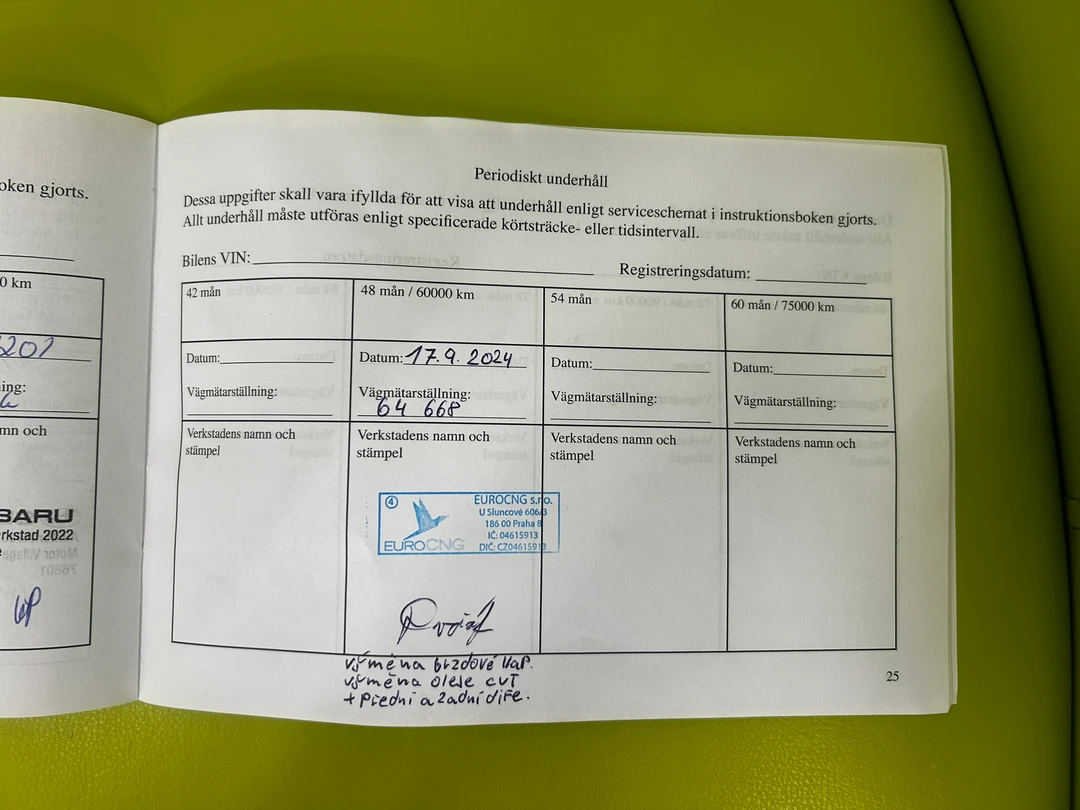 oken gjorts.
0 km
201
ing:
mn och
BARU
rkstad 2022
Periodiskt underhåll
Dessa uppgifter skall vara ifyllda för att visa att underhåll enligt serviceschemat i instruktionsboken gjorts.
Allt underhåll måste utföras enligt specificerade körtsträcke- eller tidsintervall.
Bilens VIN: Registreringsdatum:
42 mån 48 mån / 60000 km 54 mån 60 mån / 75000 km
Datum: Datum: 17.9.2024 Datum: Datum:
Vägmätarställning: Vägmätarställning: Vägmätarställning: Vägmätarställning:
64 668
Verkstadens namn och Verkstadens namn och Verkstadens namn och Verkstadens namn och
stämpel stämpel stämpel stämpel
4 EUROCNG s.r.o.
U Sluncové 606/3
186 00 Praha 8
IČ: 04615913
EUROCNG DIČ: CZ04615913
výměna brzdové kap.
výměna oleje CVT
+ přední a zadní dife.
25